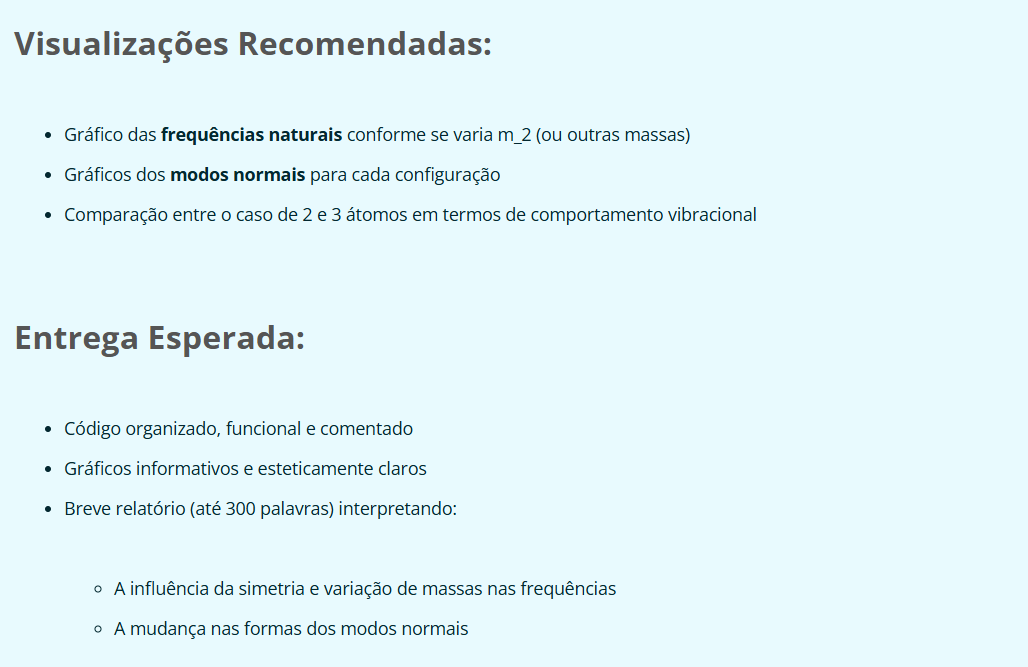 Visualizações Recomendadas:
• Gráfico das frequências naturais conforme se varia m_2 (ou outras massas)
• Gráficos dos modos normais para cada configuração
• Comparação entre o caso de 2 e 3 átomos em termos de comportamento vibracional
Entrega Esperada:
• Código organizado, funcional e comentado
• Gráficos informativos e esteticamente claros
• Breve relatório (até 300 palavras) interpretando:
◦ A influência da simetria e variação de massas nas frequências
◦ A mudança nas formas dos modos normais